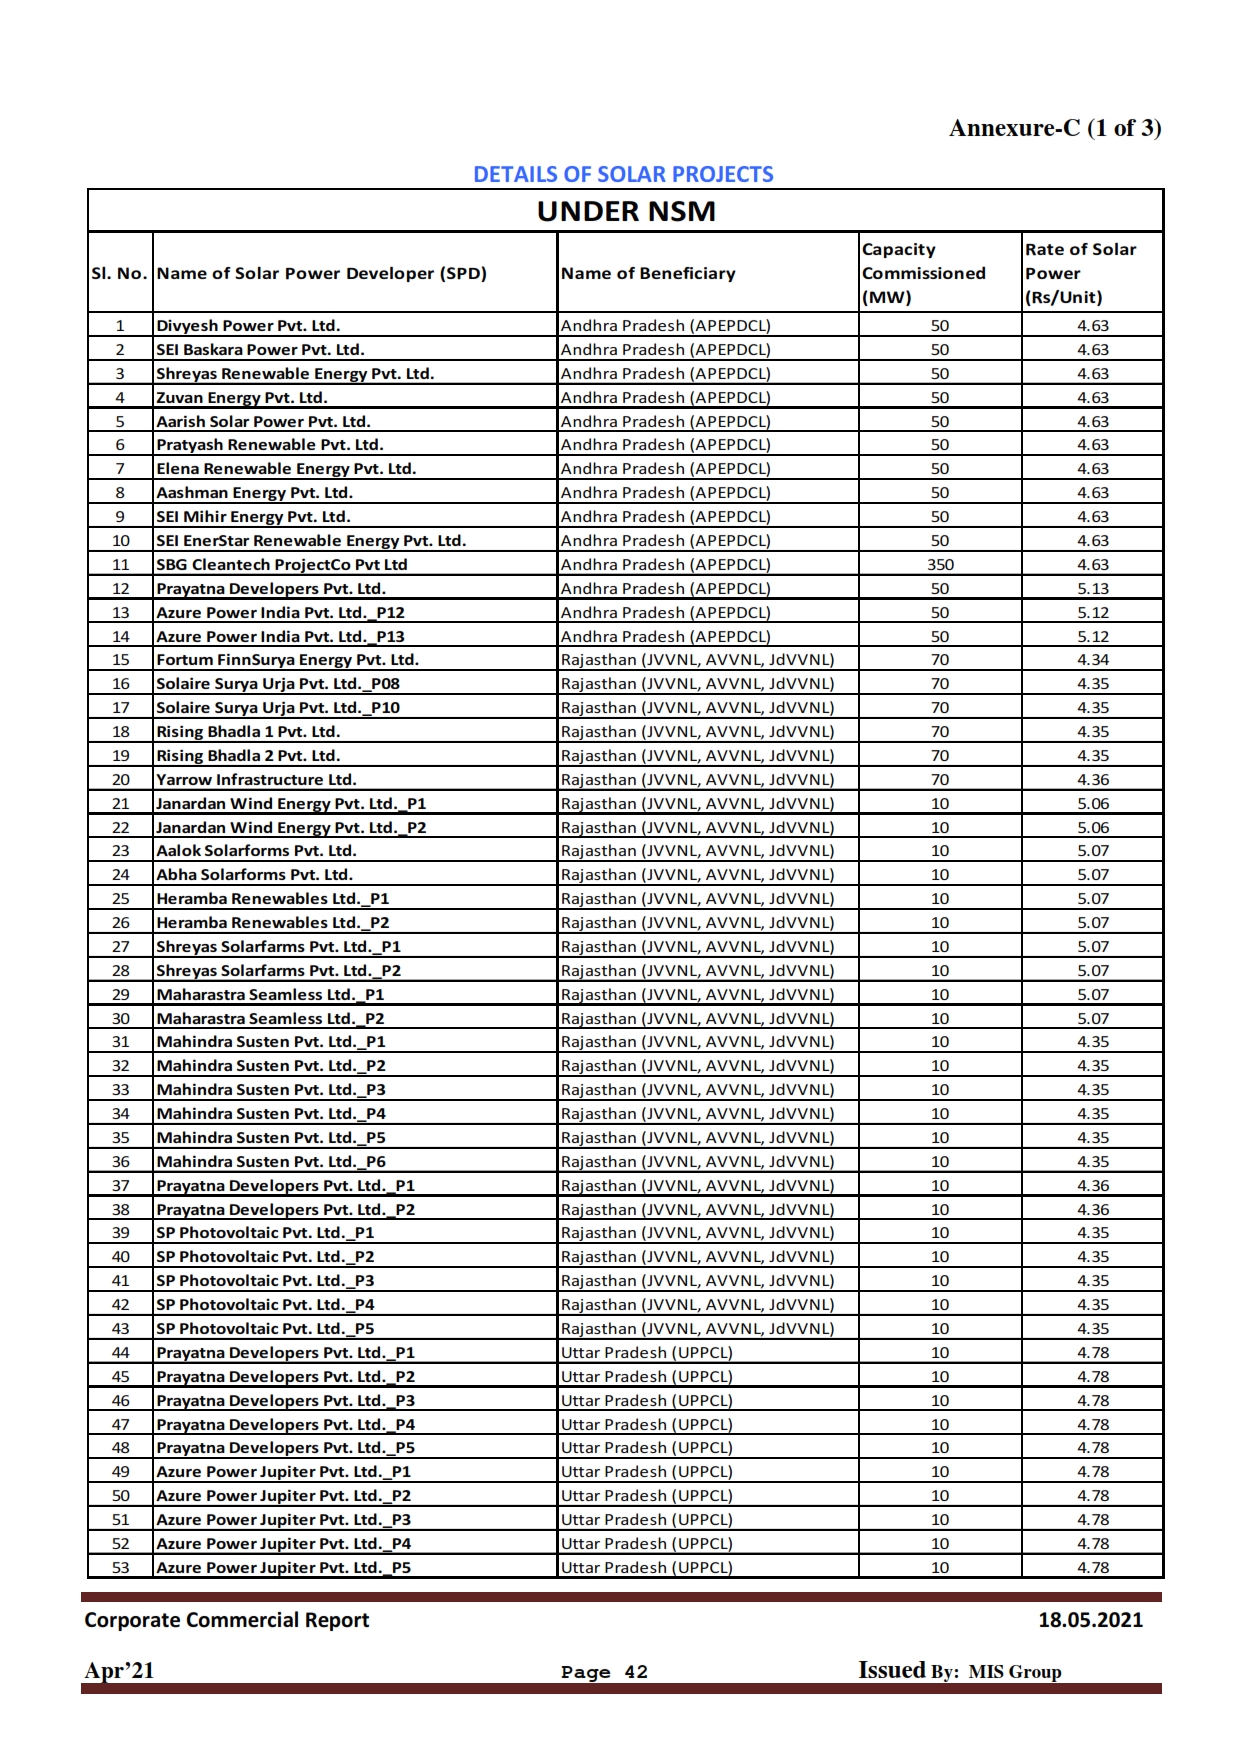 Annexure-C (1 of 3)
DETAILS OF SOLAR PROJECTS
UNDER NSM
Sl. No. Name of Solar Power Developer (SPD) Name of Beneficiary Capacity Commissioned (MW) Rate of Solar Power (Rs/Unit)
1 Divyesh Power Pvt. Ltd. Andhra Pradesh (APEPDCL) 50 4.63
2 SEI Baskara Power Pvt. Ltd. Andhra Pradesh (APEPDCL) 50 4.63
3 Shreyas Renewable Energy Pvt. Ltd. Andhra Pradesh (APEPDCL) 50 4.63
4 Zuvan Energy Pvt. Ltd. Andhra Pradesh (APEPDCL) 50 4.63
5 Aarish Solar Power Pvt. Ltd. Andhra Pradesh (APEPDCL) 50 4.63
6 Pratyash Renewable Pvt. Ltd. Andhra Pradesh (APEPDCL) 50 4.63
7 Elena Renewable Energy Pvt. Ltd. Andhra Pradesh (APEPDCL) 50 4.63
8 Aashman Energy Pvt. Ltd. Andhra Pradesh (APEPDCL) 50 4.63
9 SEI Mihir Energy Pvt. Ltd. Andhra Pradesh (APEPDCL) 50 4.63
10 SEI EnerStar Renewable Energy Pvt. Ltd. Andhra Pradesh (APEPDCL) 50 4.63
11 SBG Cleantech ProjectCo Pvt Ltd Andhra Pradesh (APEPDCL) 350 4.63
12 Prayatna Developers Pvt. Ltd. Andhra Pradesh (APEPDCL) 50 5.13
13 Azure Power India Pvt. Ltd._P12 Andhra Pradesh (APEPDCL) 50 5.12
14 Azure Power India Pvt. Ltd._P13 Andhra Pradesh (APEPDCL) 50 5.12
15 Fortum FinnSurya Energy Pvt. Ltd. Rajasthan (JVVNL, AVVNL, JdVVNL) 70 4.34
16 Solaire Surya Urja Pvt. Ltd._P08 Rajasthan (JVVNL, AVVNL, JdVVNL) 70 4.35
17 Solaire Surya Urja Pvt. Ltd._P10 Rajasthan (JVVNL, AVVNL, JdVVNL) 70 4.35
18 Rising Bhadla 1 Pvt. Ltd. Rajasthan (JVVNL, AVVNL, JdVVNL) 70 4.35
19 Rising Bhadla 2 Pvt. Ltd. Rajasthan (JVVNL, AVVNL, JdVVNL) 70 4.35
20 Yarrow Infrastructure Ltd. Rajasthan (JVVNL, AVVNL, JdVVNL) 70 4.36
21 Janardan Wind Energy Pvt. Ltd._P1 Rajasthan (JVVNL, AVVNL, JdVVNL) 10 5.06
22 Janardan Wind Energy Pvt. Ltd._P2 Rajasthan (JVVNL, AVVNL, JdVVNL) 10 5.06
23 Aalok Solarforms Pvt. Ltd. Rajasthan (JVVNL, AVVNL, JdVVNL) 10 5.07
24 Abha Solarforms Pvt. Ltd. Rajasthan (JVVNL, AVVNL, JdVVNL) 10 5.07
25 Heramba Renewables Ltd._P1 Rajasthan (JVVNL, AVVNL, JdVVNL) 10 5.07
26 Heramba Renewables Ltd._P2 Rajasthan (JVVNL, AVVNL, JdVVNL) 10 5.07
27 Shreyas Solarfarms Pvt. Ltd._P1 Rajasthan (JVVNL, AVVNL, JdVVNL) 10 5.07
28 Shreyas Solarfarms Pvt. Ltd._P2 Rajasthan (JVVNL, AVVNL, JdVVNL) 10 5.07
29 Maharastra Seamless Ltd._P1 Rajasthan (JVVNL, AVVNL, JdVVNL) 10 5.07
30 Maharastra Seamless Ltd._P2 Rajasthan (JVVNL, AVVNL, JdVVNL) 10 5.07
31 Mahindra Susten Pvt. Ltd._P1 Rajasthan (JVVNL, AVVNL, JdVVNL) 10 4.35
32 Mahindra Susten Pvt. Ltd._P2 Rajasthan (JVVNL, AVVNL, JdVVNL) 10 4.35
33 Mahindra Susten Pvt. Ltd._P3 Rajasthan (JVVNL, AVVNL, JdVVNL) 10 4.35
34 Mahindra Susten Pvt. Ltd._P4 Rajasthan (JVVNL, AVVNL, JdVVNL) 10 4.35
35 Mahindra Susten Pvt. Ltd._P5 Rajasthan (JVVNL, AVVNL, JdVVNL) 10 4.35
36 Mahindra Susten Pvt. Ltd._P6 Rajasthan (JVVNL, AVVNL, JdVVNL) 10 4.35
37 Prayatna Developers Pvt. Ltd._P1 Rajasthan (JVVNL, AVVNL, JdVVNL) 10 4.36
38 Prayatna Developers Pvt. Ltd._P2 Rajasthan (JVVNL, AVVNL, JdVVNL) 10 4.36
39 SP Photovoltaic Pvt. Ltd._P1 Rajasthan (JVVNL, AVVNL, JdVVNL) 10 4.35
40 SP Photovoltaic Pvt. Ltd._P2 Rajasthan (JVVNL, AVVNL, JdVVNL) 10 4.35
41 SP Photovoltaic Pvt. Ltd._P3 Rajasthan (JVVNL, AVVNL, JdVVNL) 10 4.35
42 SP Photovoltaic Pvt. Ltd._P4 Rajasthan (JVVNL, AVVNL, JdVVNL) 10 4.35
43 SP Photovoltaic Pvt. Ltd._P5 Rajasthan (JVVNL, AVVNL, JdVVNL) 10 4.35
44 Prayatna Developers Pvt. Ltd._P1 Uttar Pradesh (UPPCL) 10 4.78
45 Prayatna Developers Pvt. Ltd._P2 Uttar Pradesh (UPPCL) 10 4.78
46 Prayatna Developers Pvt. Ltd._P3 Uttar Pradesh (UPPCL) 10 4.78
47 Prayatna Developers Pvt. Ltd._P4 Uttar Pradesh (UPPCL) 10 4.78
48 Prayatna Developers Pvt. Ltd._P5 Uttar Pradesh (UPPCL) 10 4.78
49 Azure Power Jupiter Pvt. Ltd._P1 Uttar Pradesh (UPPCL) 10 4.78
50 Azure Power Jupiter Pvt. Ltd._P2 Uttar Pradesh (UPPCL) 10 4.78
51 Azure Power Jupiter Pvt. Ltd._P3 Uttar Pradesh (UPPCL) 10 4.78
52 Azure Power Jupiter Pvt. Ltd._P4 Uttar Pradesh (UPPCL) 10 4.78
53 Azure Power Jupiter Pvt. Ltd._P5 Uttar Pradesh (UPPCL) 10 4.78
Corporate Commercial Report 18.05.2021
Apr’21 Page 42 Issued By: MIS Group